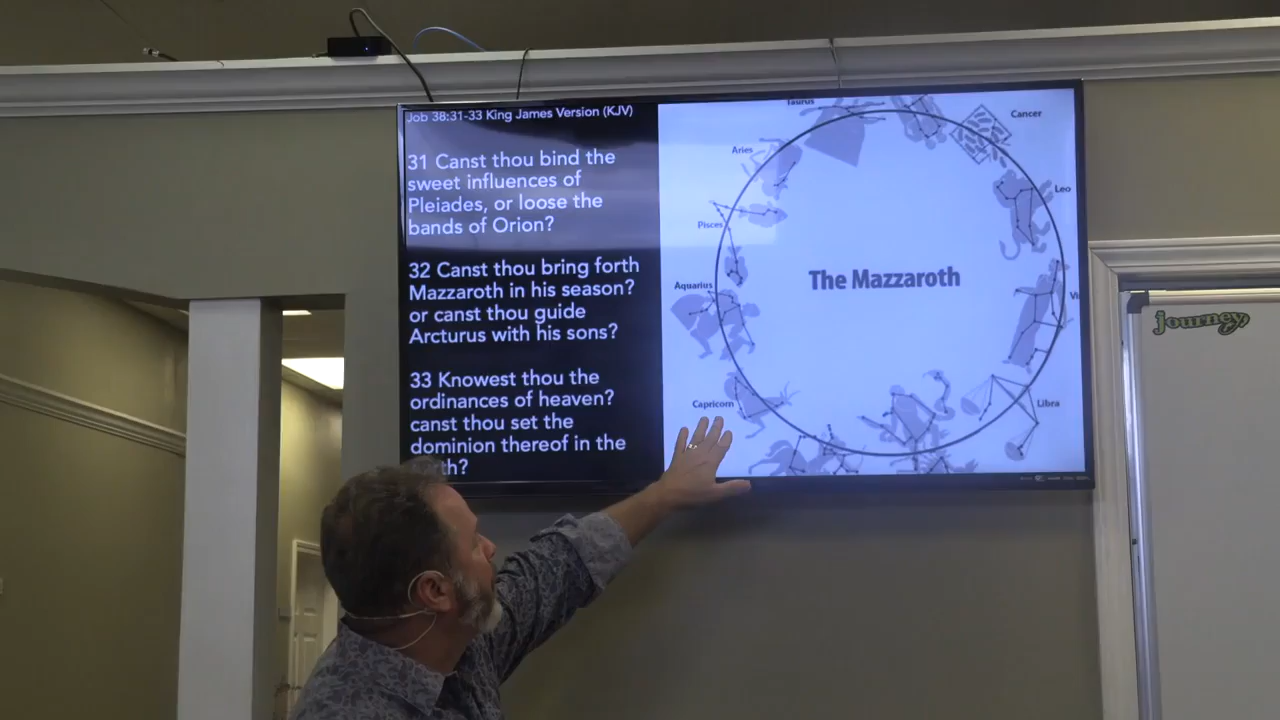 Job 38:31-33 King James Version (KJV)
31 Canst thou bind the
sweet influences of
Pleiades, or loose the
bands of Orion?
32 Canst thou bring forth
Mazzaroth in his season?
or canst thou guide
Arcturus with his sons?
33 Knowest thou the
ordinances of heaven?
canst thou set the
dominion thereof in the
th?
Taurus
Cancer
Aries
Leo
Pisces
The Mazzaroth
Aquarius
Capricorn
Libra
journey